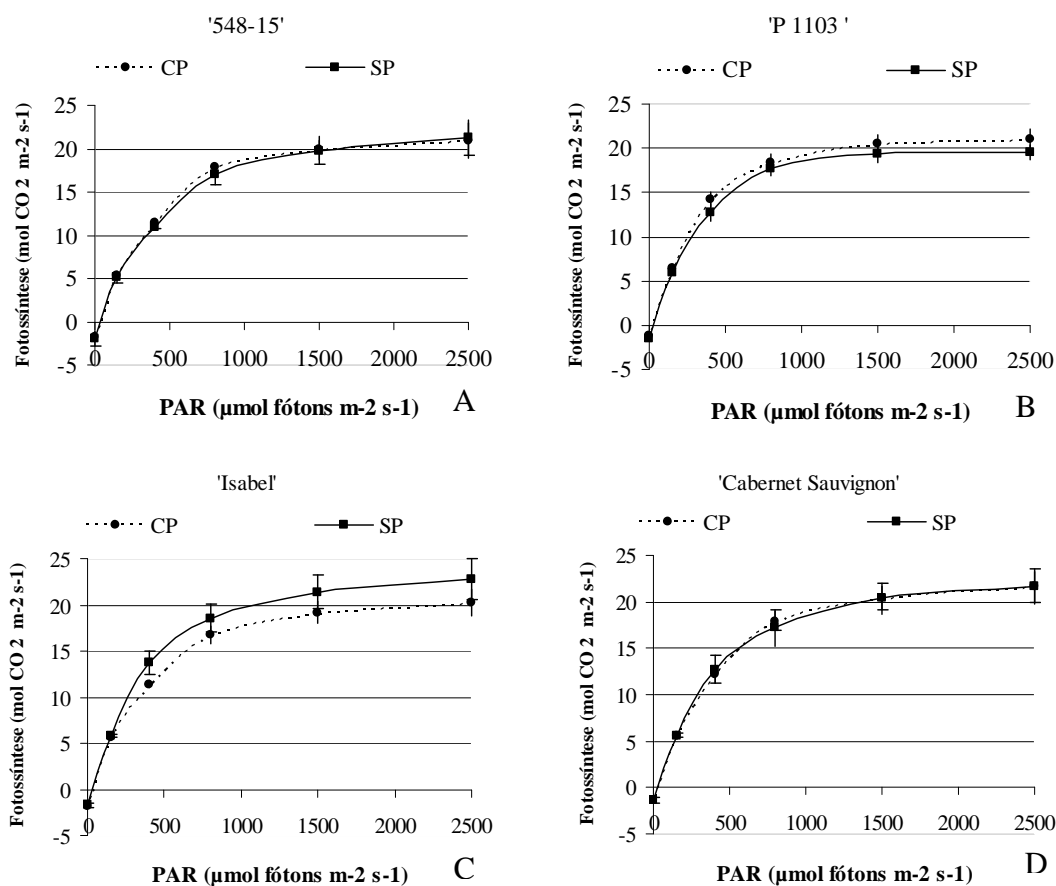 '548-15'
CP SP
Fotossíntese (mol CO 2 m-2 s-1)
25
20
15
10
5
0
-5
0 500 1000 1500 2000 2500
PAR (µmol fótons m-2 s-1)
A
'P 1103 '
CP SP
Fotossíntese (mol CO 2 m-2 s-1)
25
20
15
10
5
0
-5
0 500 1000 1500 2000 2500
PAR (µmol fótons m-2 s-1)
B
'Isabel'
CP SP
Fotossíntese (mol CO 2 m-2 s-1)
25
20
15
10
5
0
-5
0 500 1000 1500 2000 2500
PAR (µmol fótons m-2 s-1)
C
'Cabernet Sauvignon'
CP SP
Fotossíntese (mol CO 2 m-2 s-1)
25
20
15
10
5
0
-5
0 500 1000 1500 2000 2500
PAR (µmol fótons m-2 s-1)
D